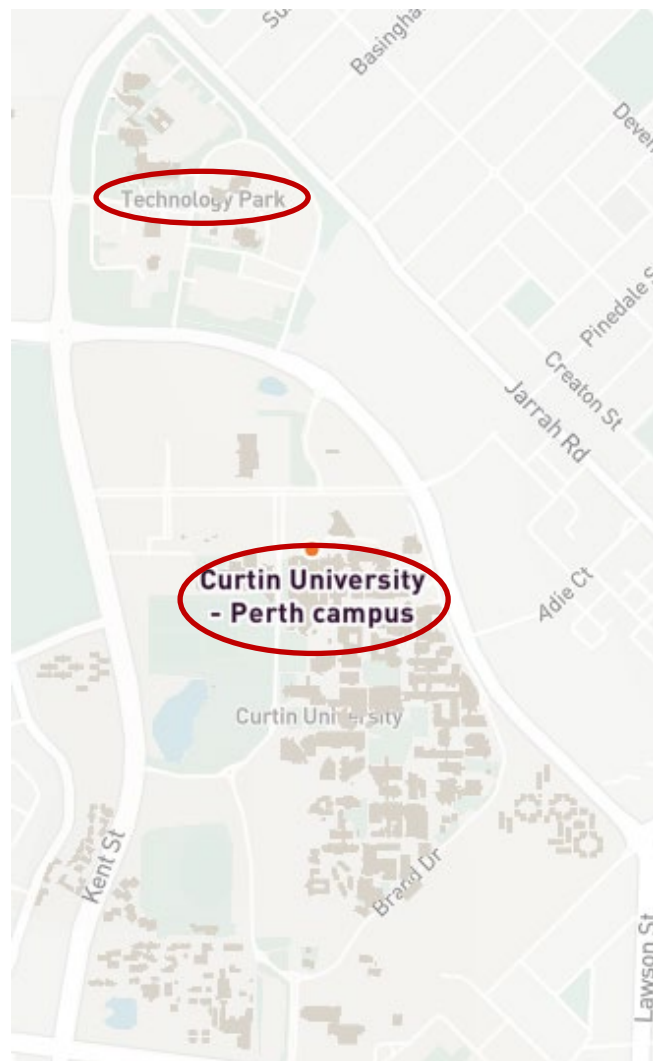 Basingha
Deven
Technology Park
Pinedale S
Creaton St
Jarrah Rd
Curtin University
- Perth campus
Adie Ct
Curtin University
Kent St
Brand Dr
Lawson St